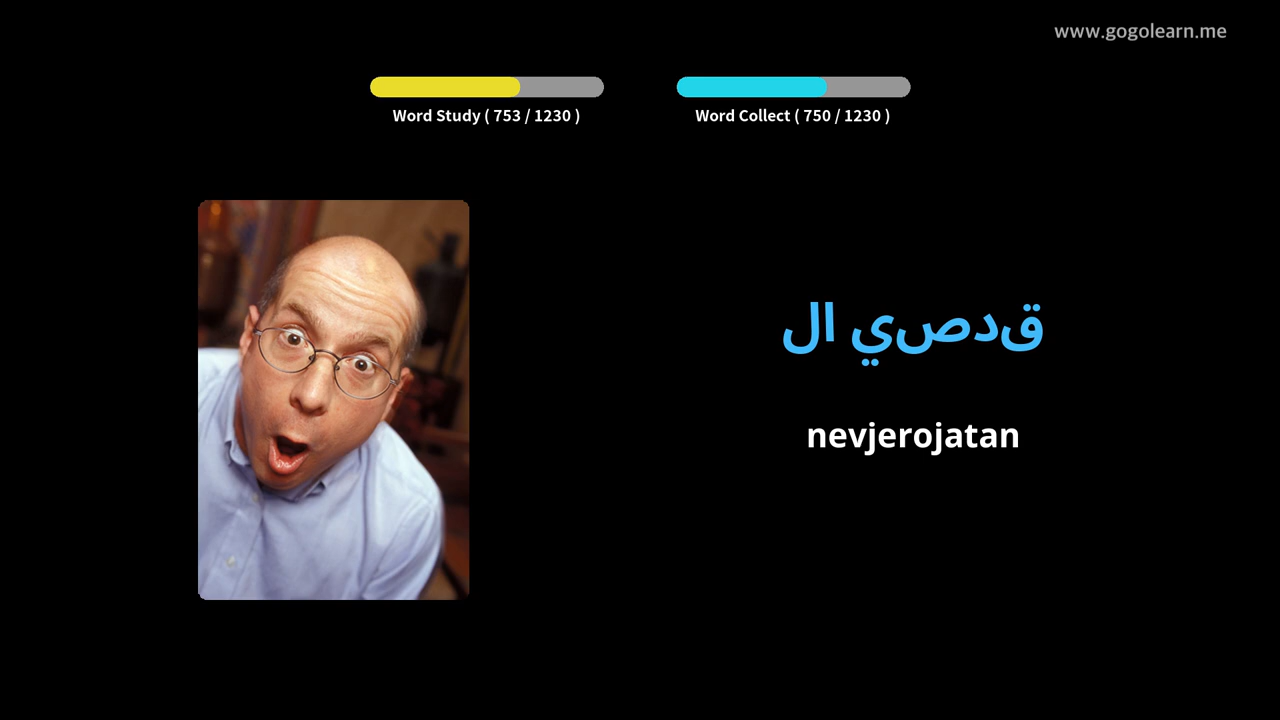 www.gogolearn.me
Word Study ( 753 / 1230 )
Word Collect ( 750 / 1230 )
قدصي ال
nevjerojatan